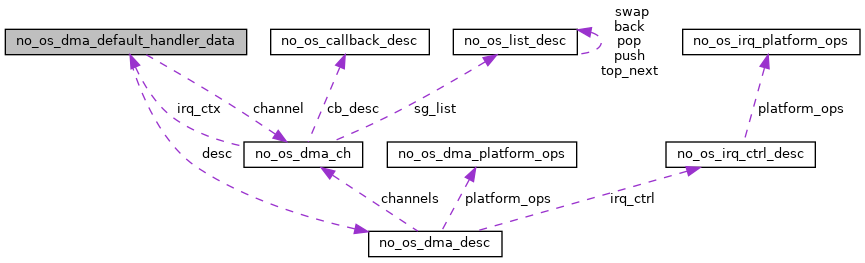 swap
back
pop
push
top_next
no_os_dma_default_handler_data
no_os_callback_desc
no_os_list_desc
no_os_irq_platform_ops
irq_ctx
channel
cb_desc
sg_list
platform_ops
desc
no_os_dma_ch
no_os_dma_platform_ops
no_os_irq_ctrl_desc
channels
platform_ops
irq_ctrl
no_os_dma_desc